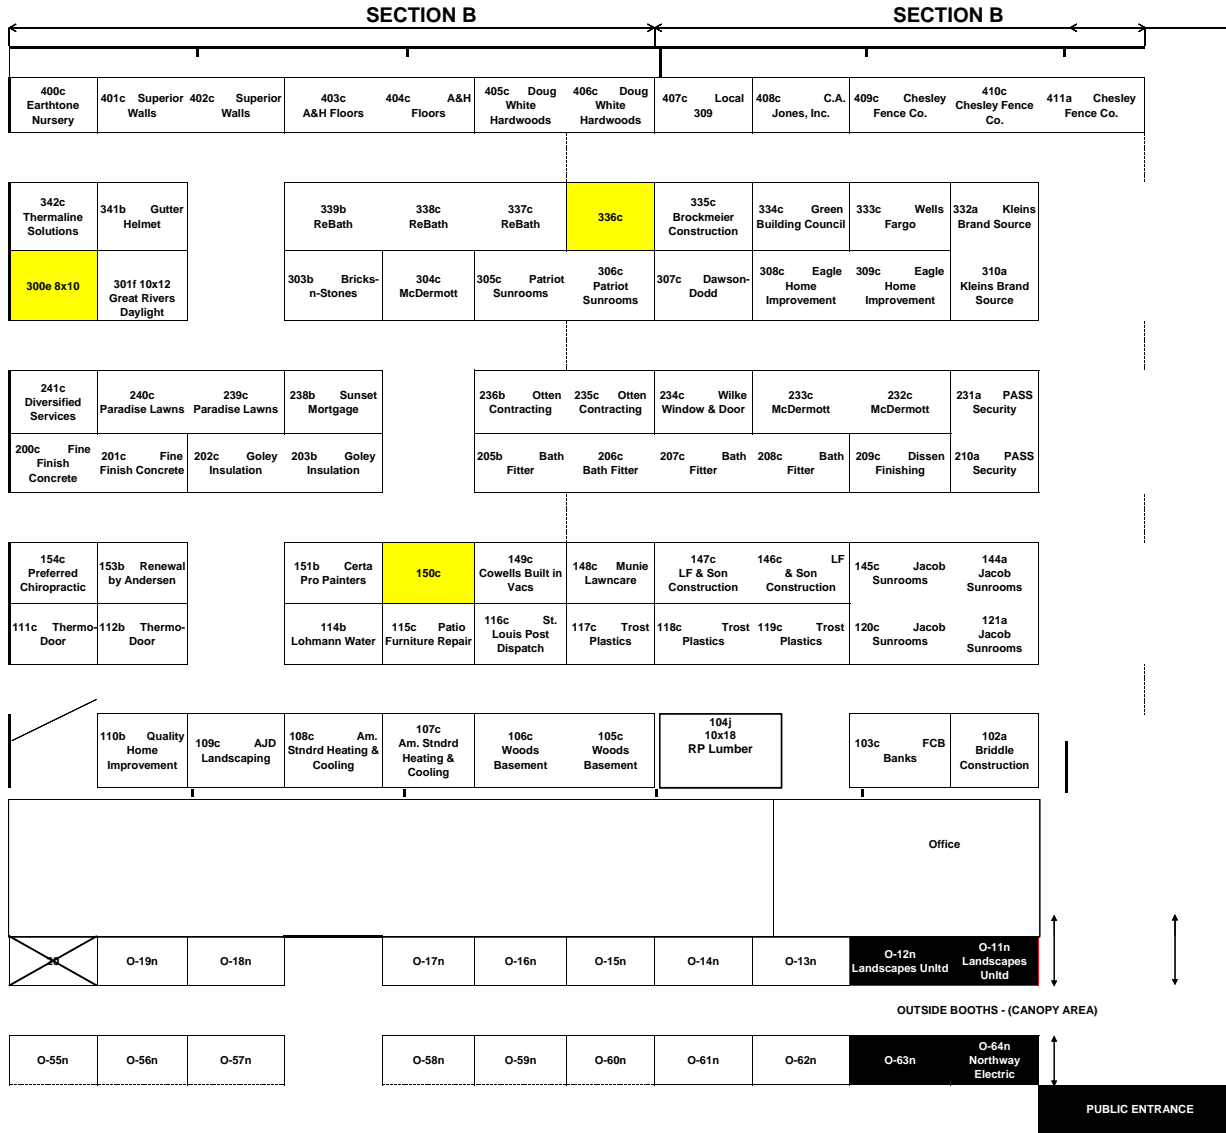 SECTION B SECTION B
400c
Earthtone
Nursery
401c Superior
Walls
402c Superior
Walls
403c
A&H Floors
404c A&H
Floors
405c Doug
White
Hardwoods
406c Doug
White
Hardwoods
407c Local
309
408c C.A.
Jones, Inc.
409c Chesley
Fence Co.
410c
Chesley Fence
Co.
411a Chesley
Fence Co.
342c
Thermaline
Solutions
341b Gutter
Helmet
339b
ReBath
338c
ReBath
337c
ReBath
336c
335c
Brockmeier
Construction
334c Green
Building Council
333c Wells
Fargo
332a Kleins
Brand Source
300e 8x10
301f 10x12
Great Rivers
Daylight
303b Bricks-
n-Stones
304c
McDermott
305c Patriot
Sunrooms
306c
Patriot
Sunrooms
307c Dawson-
Dodd
308c Eagle
Home
Improvement
309c Eagle
Home
Improvement
310a
Kleins Brand
Source
241c
Diversified
Services
240c
Paradise Lawns
239c
Paradise Lawns
238b Sunset
Mortgage
236b Otten
Contracting
235c Otten
Contracting
234c Wilke
Window & Door
233c
McDermott
232c
McDermott
231a PASS
Security
200c Fine
Finish
Concrete
201c Fine
Finish Concrete
202c Goley
Insulation
203b Goley
Insulation
205b Bath
Fitter
206c
Bath Fitter
207c Bath
Fitter
208c Bath
Fitter
209c Dissen
Finishing
210a PASS
Security
154c
Preferred
Chiropractic
153b Renewal
by Andersen
151b Certa
Pro Painters
150c
149c
Cowells Built in
Vacs
148c Munie
Lawncare
147c
LF & Son
Construction
146c LF
& Son
Construction
145c Jacob
Sunrooms
144a
Jacob
Sunrooms
111c Thermo-
Door
112b Thermo-
Door
114b
Lohmann Water
115c Patio
Furniture Repair
116c St.
Louis Post
Dispatch
117c Trost
Plastics
118c Trost
Plastics
119c Trost
Plastics
120c Jacob
Sunrooms
121a
Jacob
Sunrooms
110b Quality
Home
Improvement
109c AJD
Landscaping
108c Am.
Stndrd Heating &
Cooling
107c
Am. Stndrd
Heating &
Cooling
106c
Woods
Basement
105c
Woods
Basement
104j
10x18
RP Lumber
103c FCB
Banks
102a
Briddle
Construction
Office
20
O-19n
O-18n
O-17n
O-16n
O-15n
O-14n
O-13n
O-12n
Landscapes Unltd
O-11n
Landscapes
Unltd
OUTSIDE BOOTHS - (CANOPY AREA)
O-55n
O-56n
O-57n
O-58n
O-59n
O-60n
O-61n
O-62n
O-63n
O-64n
Northway
Electric
PUBLIC ENTRANCE